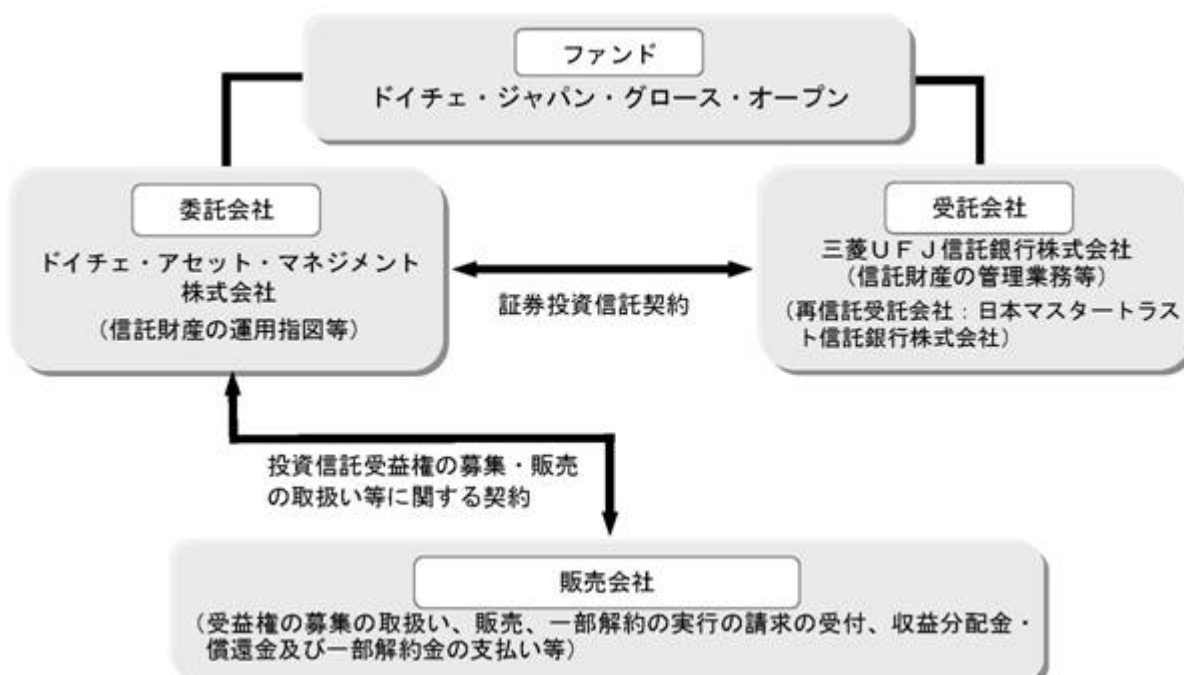 ファンド
ドイチェ・ジャパン・グロース・オープン
委託会社
ドイチェ・アセット・マネジメント
株式会社
(信託財産の運用指図等)
受託会社
三菱UFJ信託銀行株式会社
(信託財産の管理業務等)
(再信託受託会社:日本マスタートラス
ト信託銀行株式会社)
証券投資信託契約
投資信託受益権の募集・販売
の取扱い等に関する契約
販売会社
(受益権の募集の取扱い、販売、一部解約の実行の請求の受付、収益分配金・
償還金及び一部解約金の支払い等)